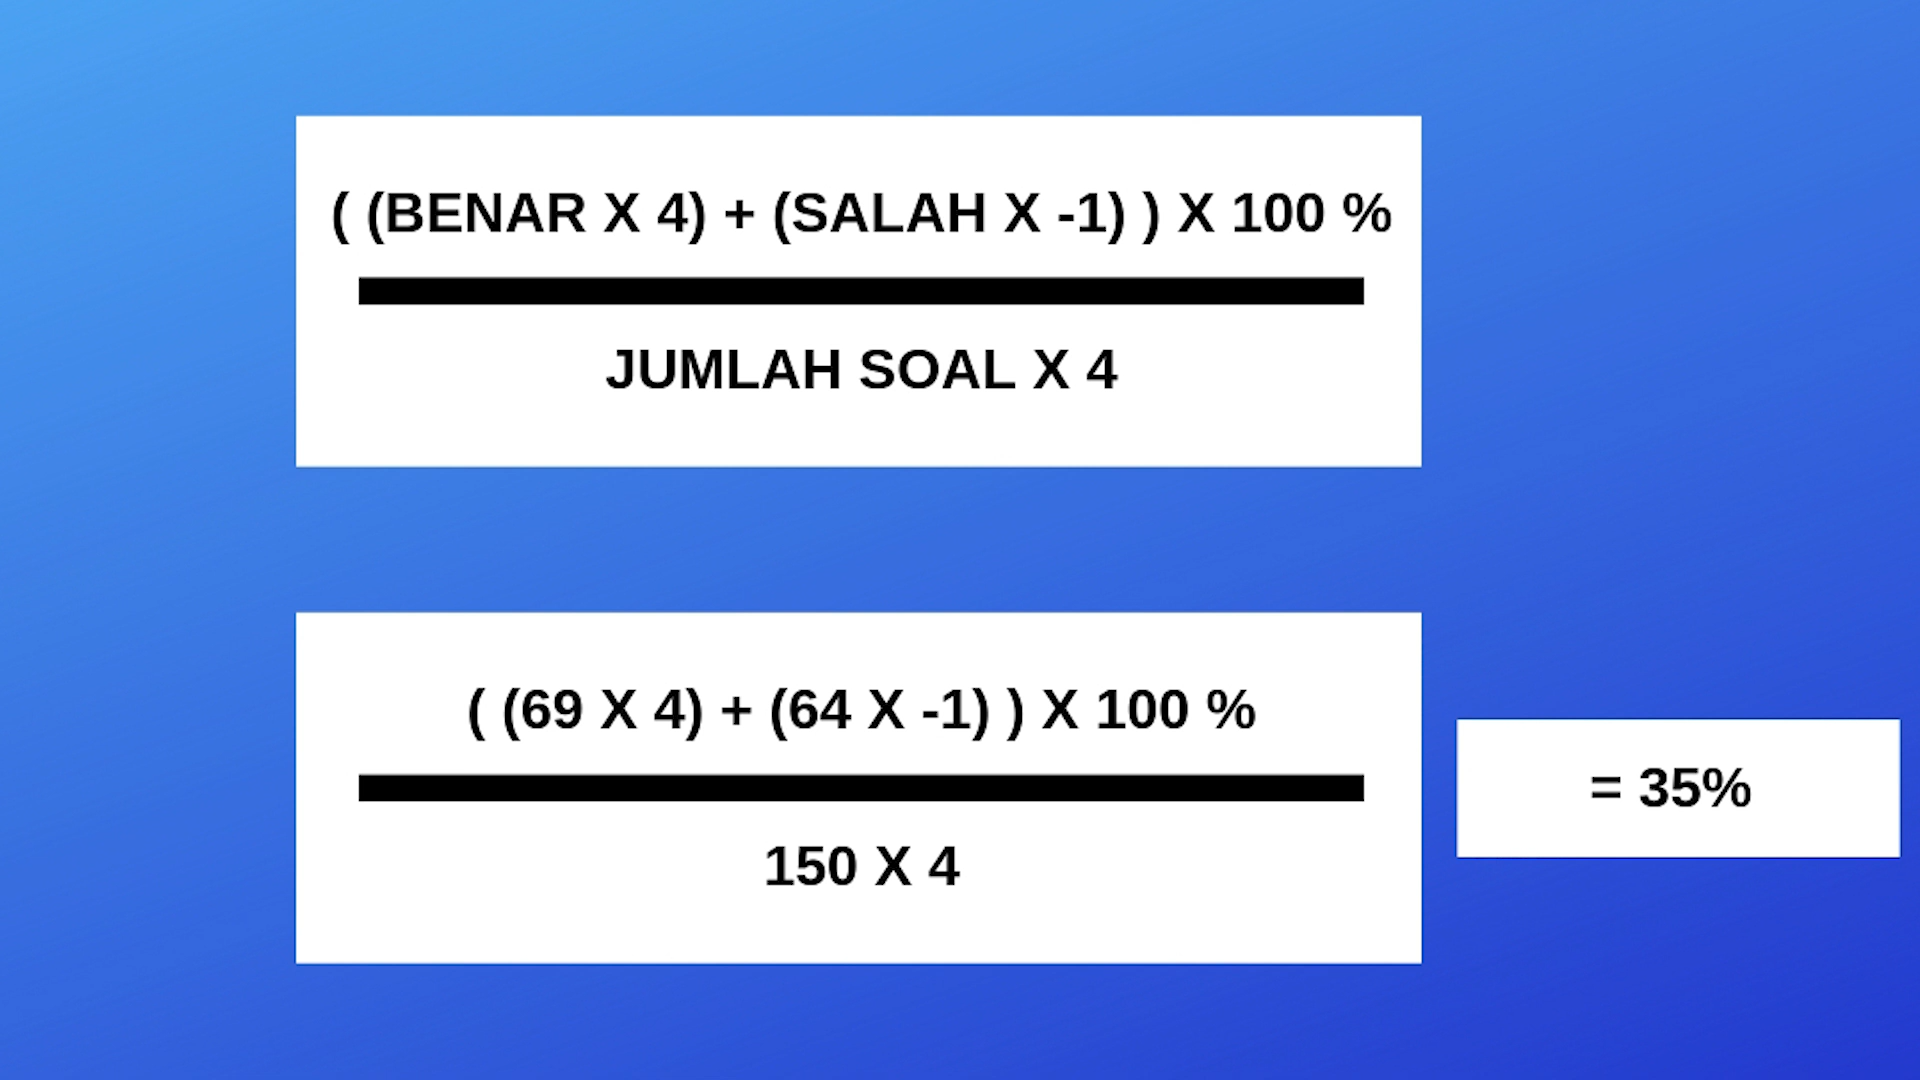 ( (BENAR X 4) + (SALAH X -1) ) X 100 %
JUMLAH SOAL X 4
( (69 X 4) + (64 X -1) ) X 100 %
150 X 4
= 35%